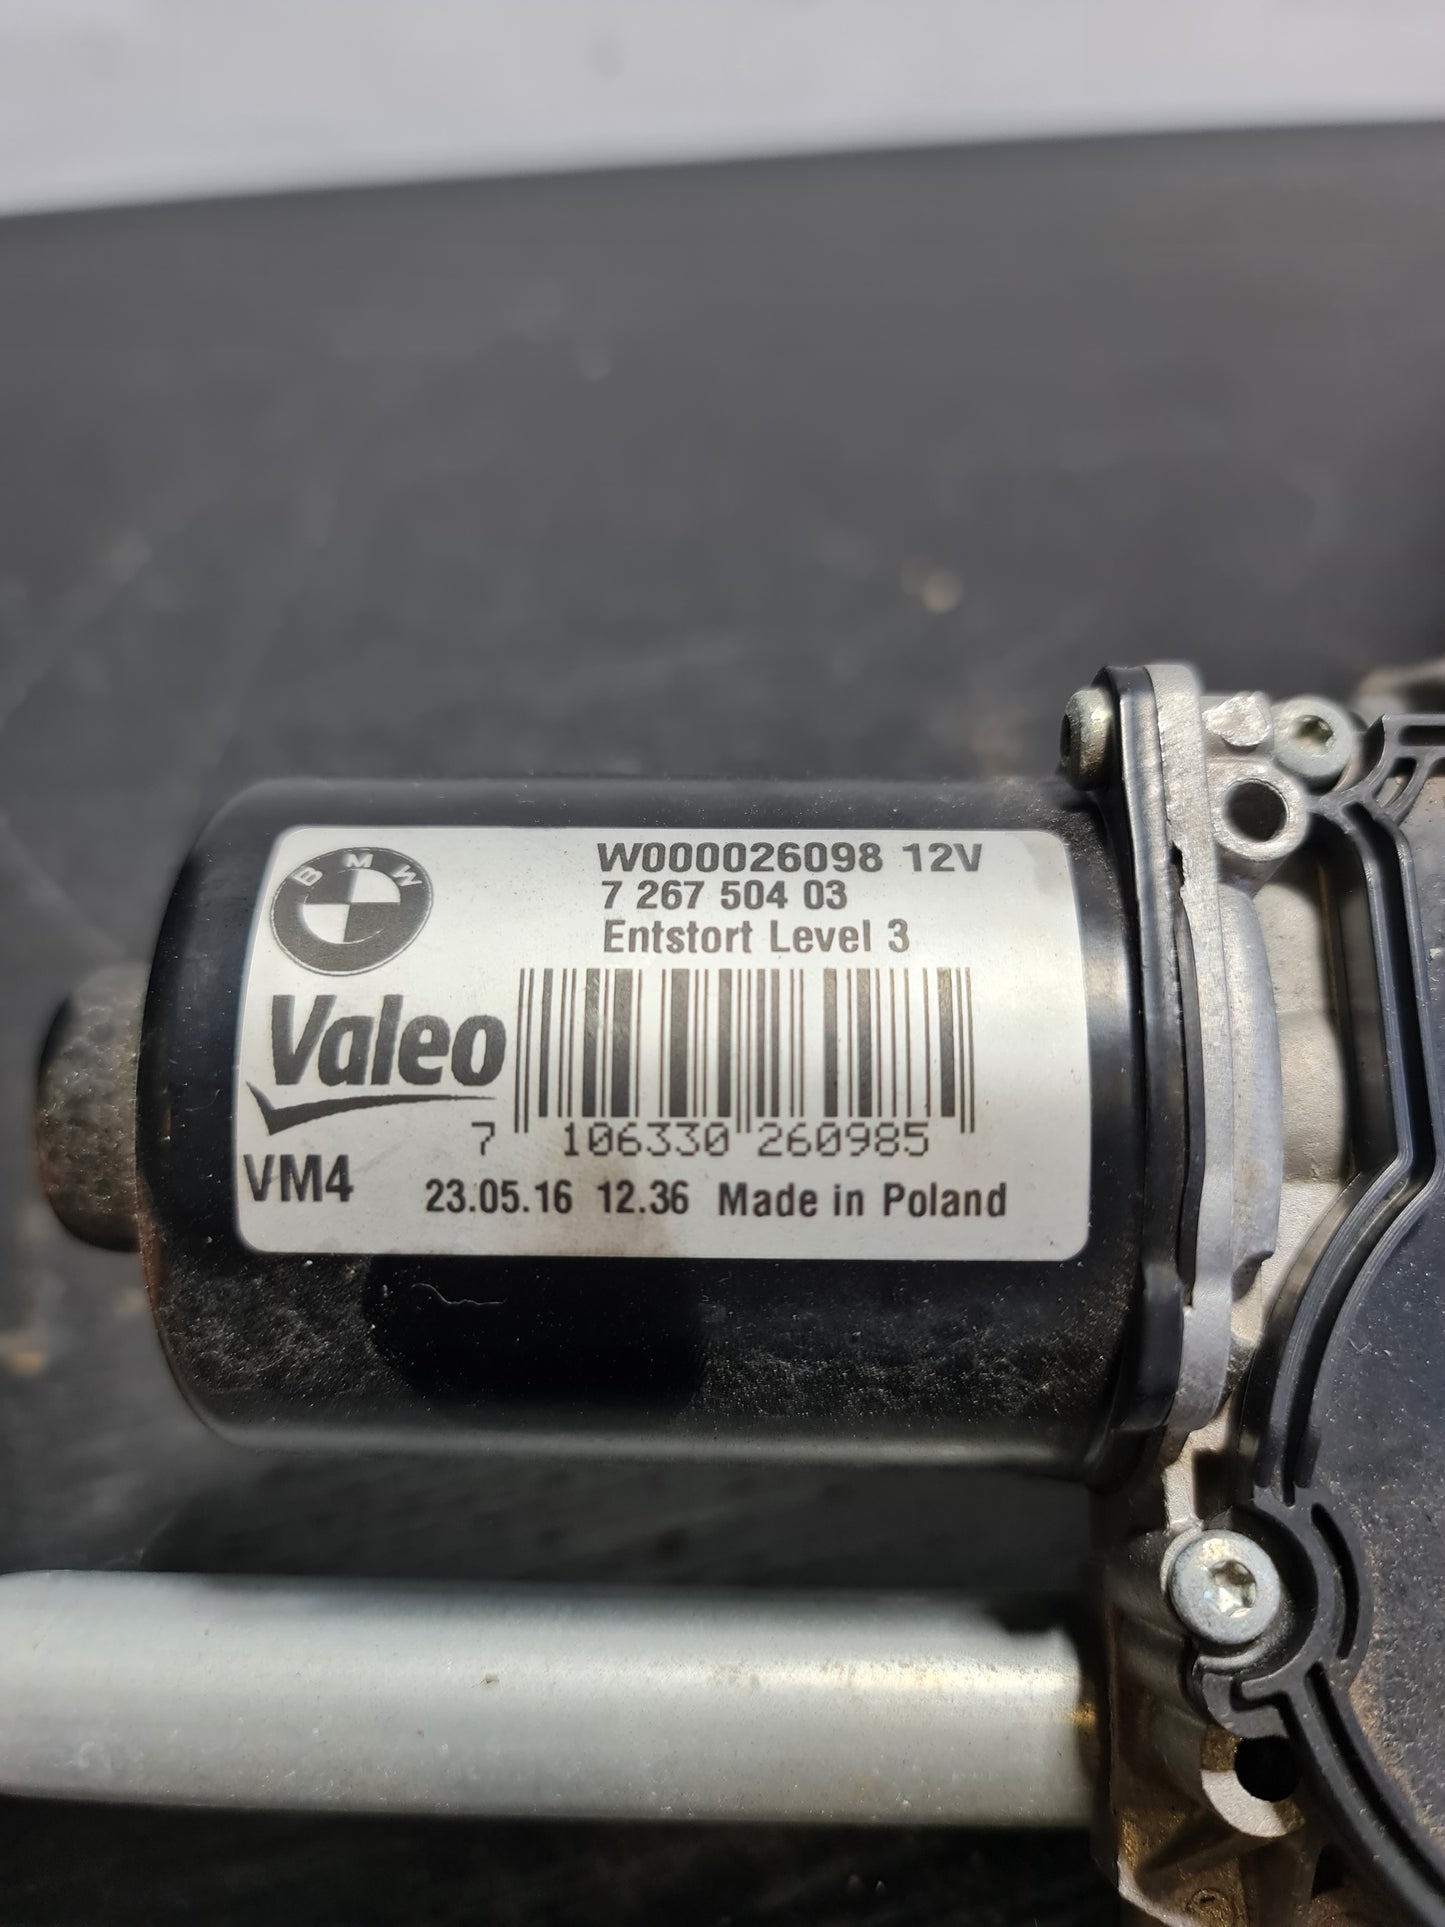 BMW
W000026098 12V
7 267 504 03
Entstort Level 3
Valeo
7 106330 260985
VM4
23.05.16 12.36 Made in Poland